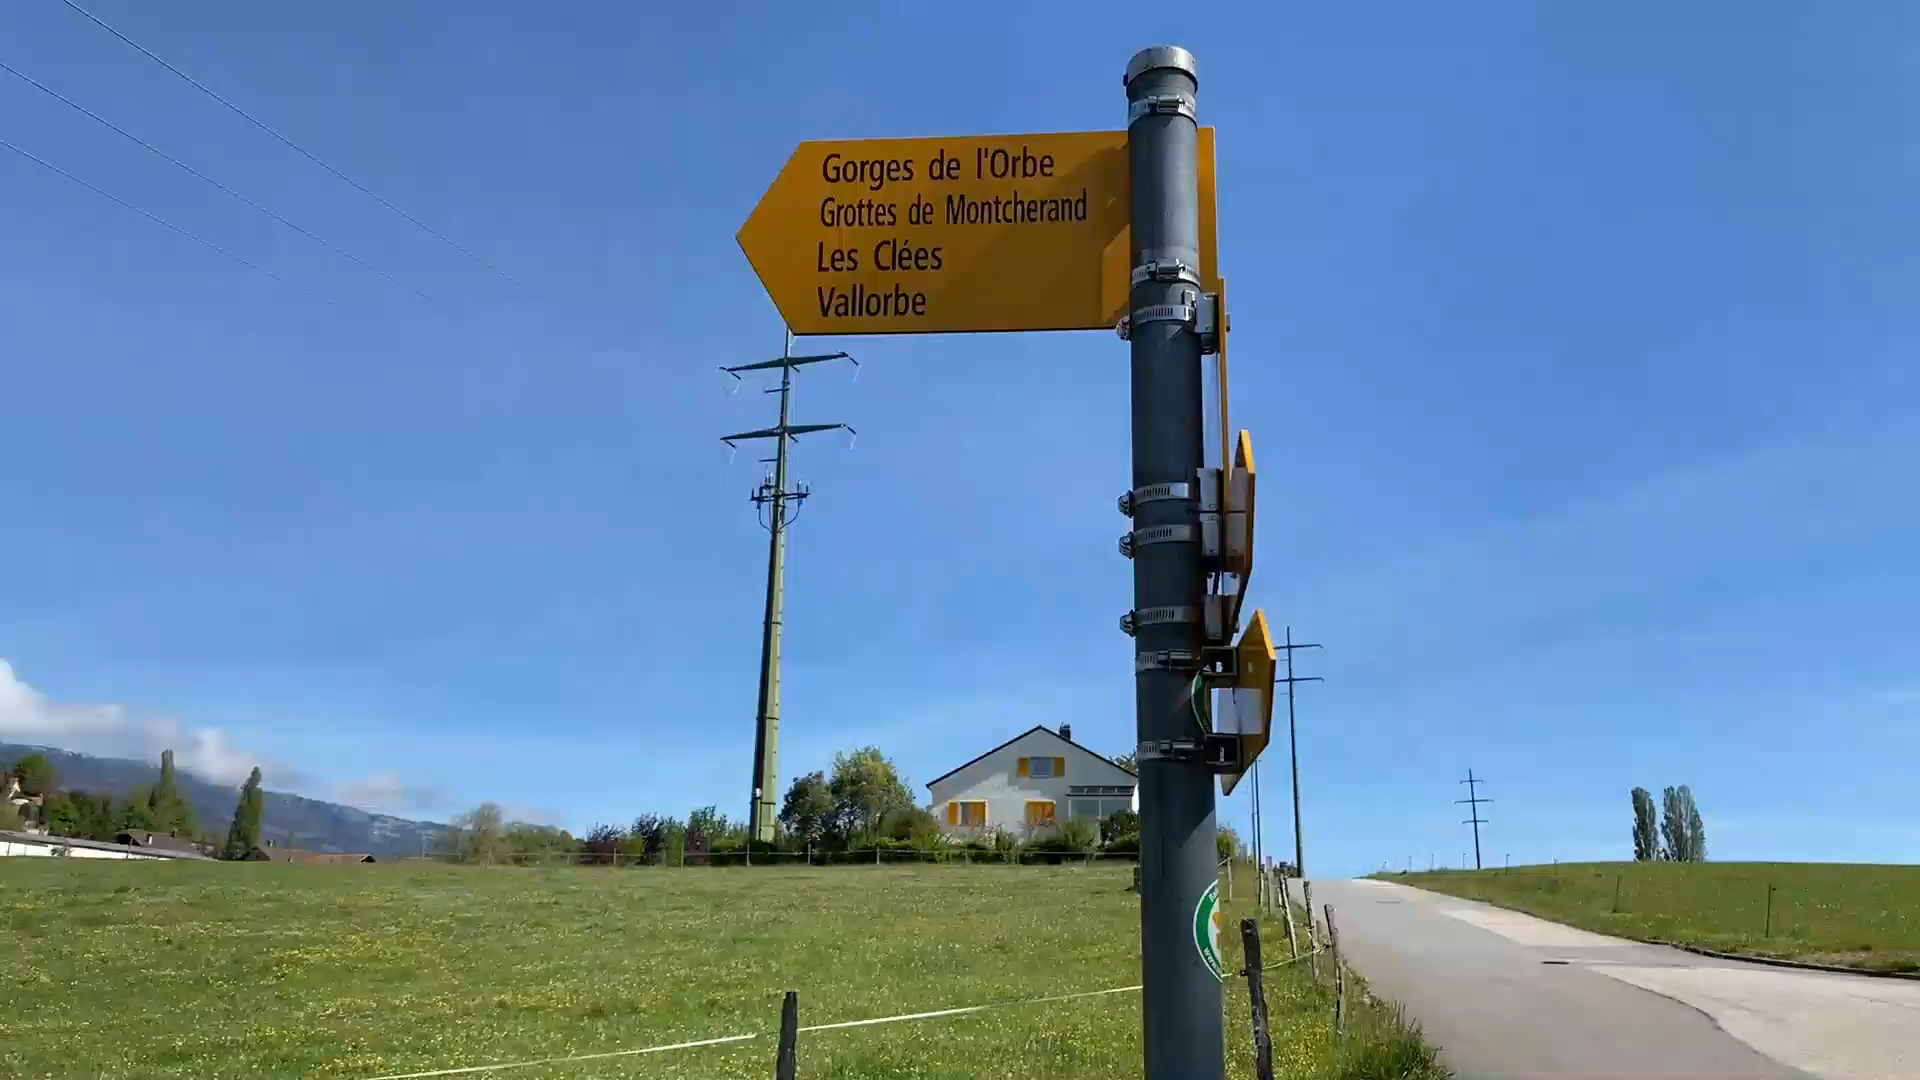 Gorges de l'Orbe
Grottes de Montcherand
Les Clées
Vallorbe